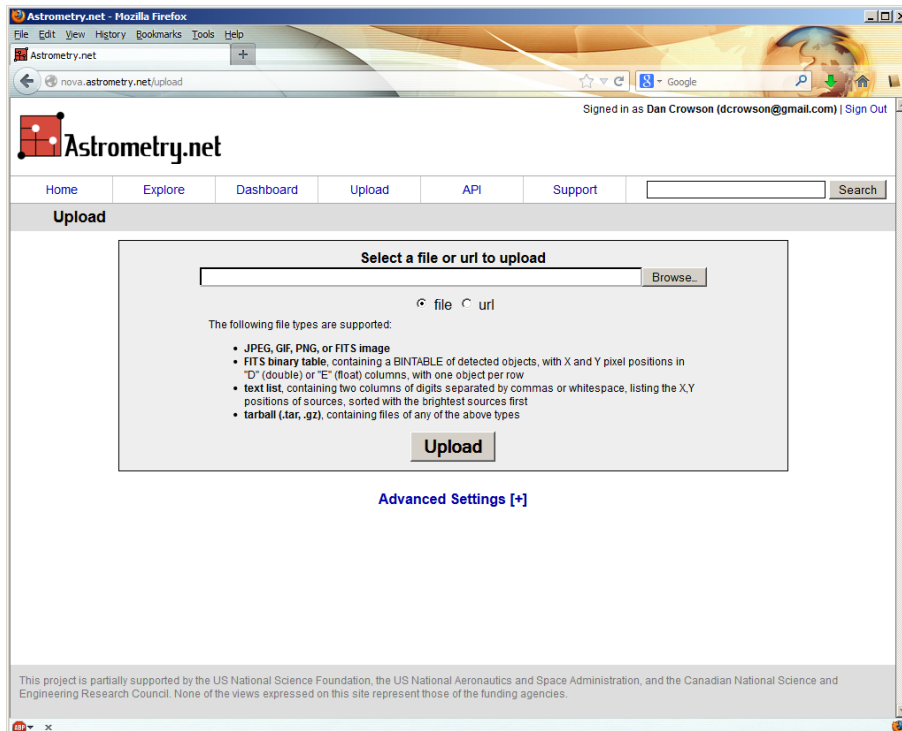 Astrometry.net - Mozilla Firefox
File Edit View History Bookmarks Tools Help
Astrometry.net +
nova.astrometry.net/upload Google
Signed in as Dan Crowson (dcrowson@gmail.com) | Sign Out
Astrometry.net
Home Explore Dashboard Upload API Support Search
Upload
Select a file or url to upload
Browse..
file url
The following file types are supported:
• JPEG, GIF, PNG, or FITS image
• FITS binary table, containing a BINTABLE of detected objects, with X and Y pixel positions in
"D" (double) or "E" (float) columns, with one object per row
• text list, containing two columns of digits separated by commas or whitespace, listing the X,Y
positions of sources, sorted with the brightest sources first
• tarball (.tar, .gz), containing files of any of the above types
Upload
Advanced Settings [+]
This project is partially supported by the US National Science Foundation, the US National Aeronautics and Space Administration, and the Canadian National Science and
Engineering Research Council. None of the views expressed on this site represent those of the funding agencies.
ABP x